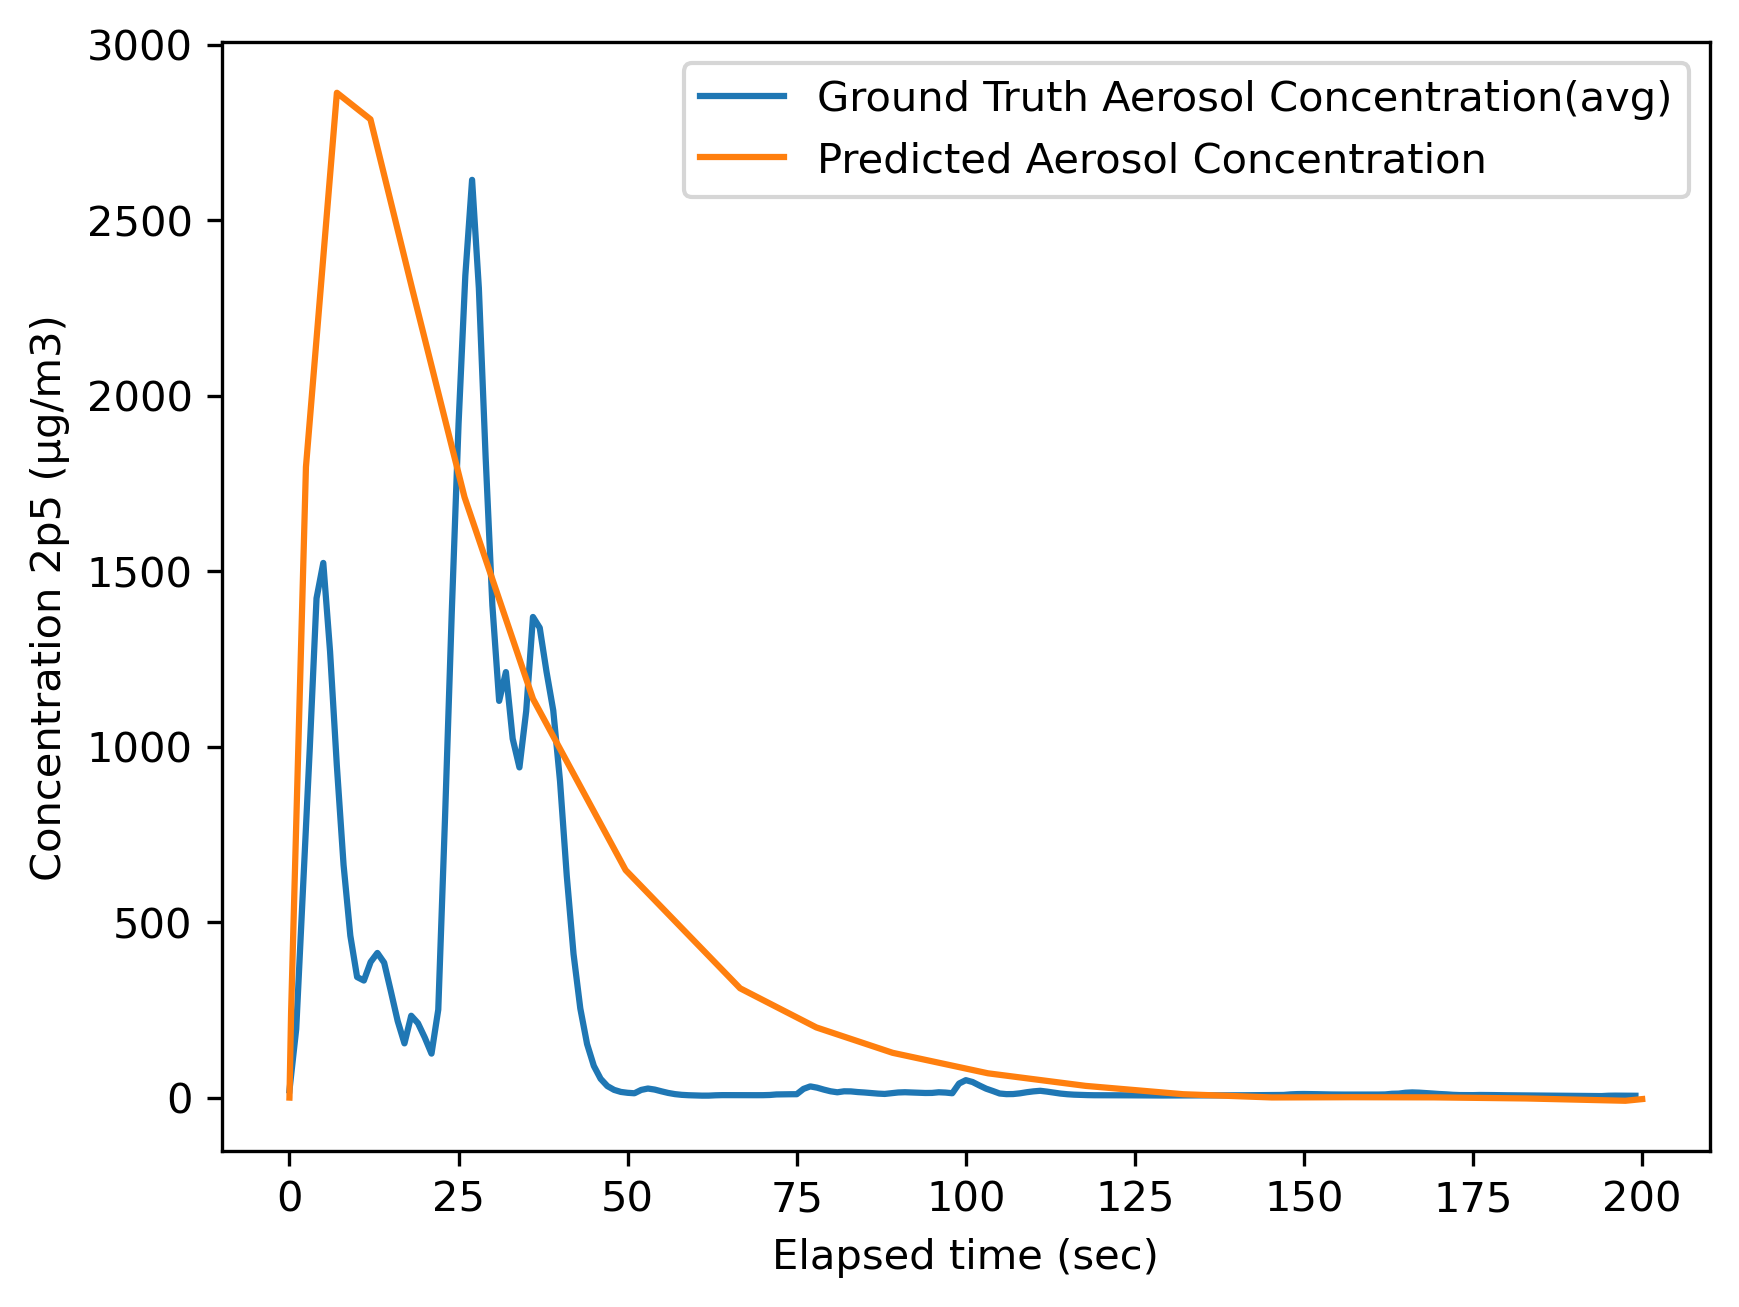 Ground Truth Aerosol Concentration(avg)
Predicted Aerosol Concentration
Concentration 2p5 (µg/m3)
3000
2500
2000
1500
1000
500
0
0 25 50 75 100 125 150 175 200
Elapsed time (sec)